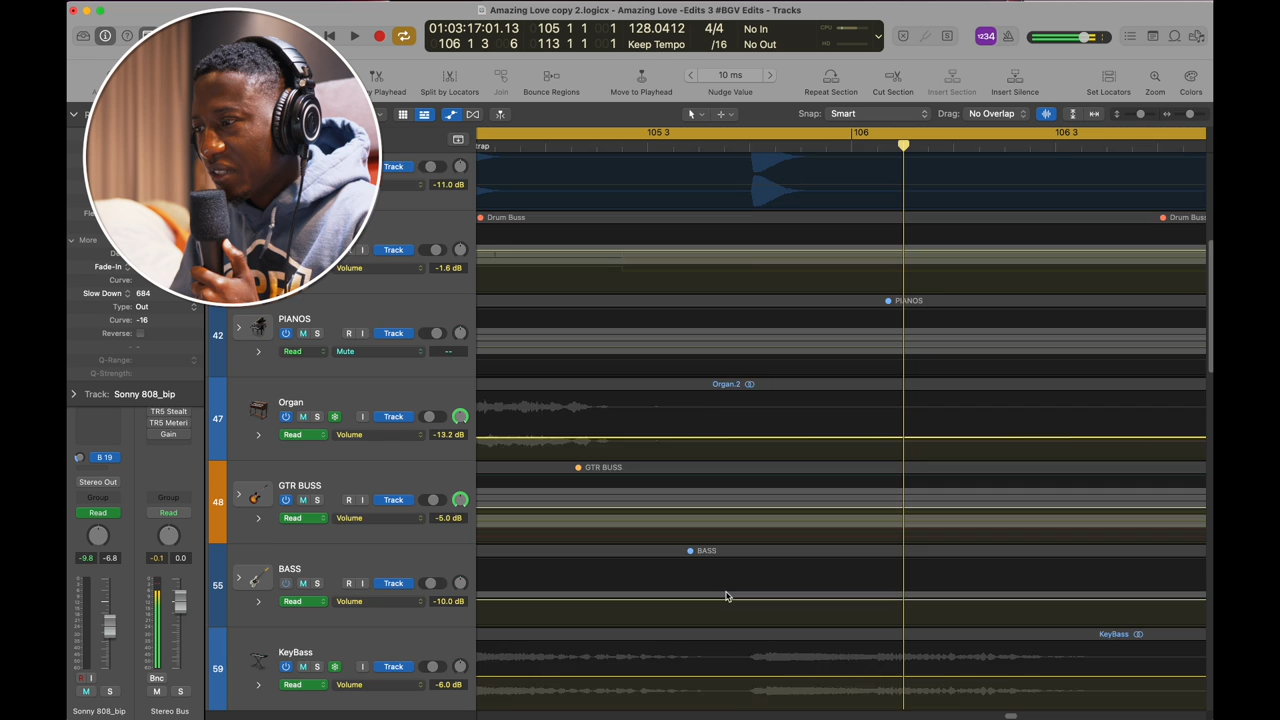 Amazing Love copy 2.logicx - Amazing Love -Edits 3 #BGV Edits - Tracks
01:03:17:01.13 105 1 1 001 128.0412 4/4 No In
106 1 3 6 113 1 1 001 Keep Tempo /16 No Out
CPU
HD
1234
by Playhead Split by Locators Join Bounce Regions Move to Playhead 10 ms Nudge Value Repeat Section Cut Section Insert Section Insert Silence Set Locators Zoom Colors
Snap: Smart Drag: No Overlap
105 3 106 106 3
trap
Track
-11.0 dB
Drum Buss Drum Buss
I Track
Volume -1.6 dB
More
Fade-In
Curve:
Slow Down 684
Type: Out
Curve: -16
Reverse:
Q-Range:
Q-Strength:
Track: Sonny 808_bip
TR5 Stealt
TR5 Meteri
Gain
B 19
Stereo Out
Group Group
Read Read
-9.8 -6.8 -0.1 0.0
R I Bnc
M S M S
Sonny 808_bip Stereo Bus
42 PIANOS
M S R I Track
Read Mute --
PIANOS
47 Organ
M S I Track
Read Volume -13.2 dB
Organ.2
48 GTR BUSS
M S R I Track
Read Volume -5.0 dB
GTR BUSS
55 BASS
M S R I Track
Read Volume -10.0 dB
BASS
59 KeyBass
M S I Track
Read Volume -6.0 dB
KeyBass